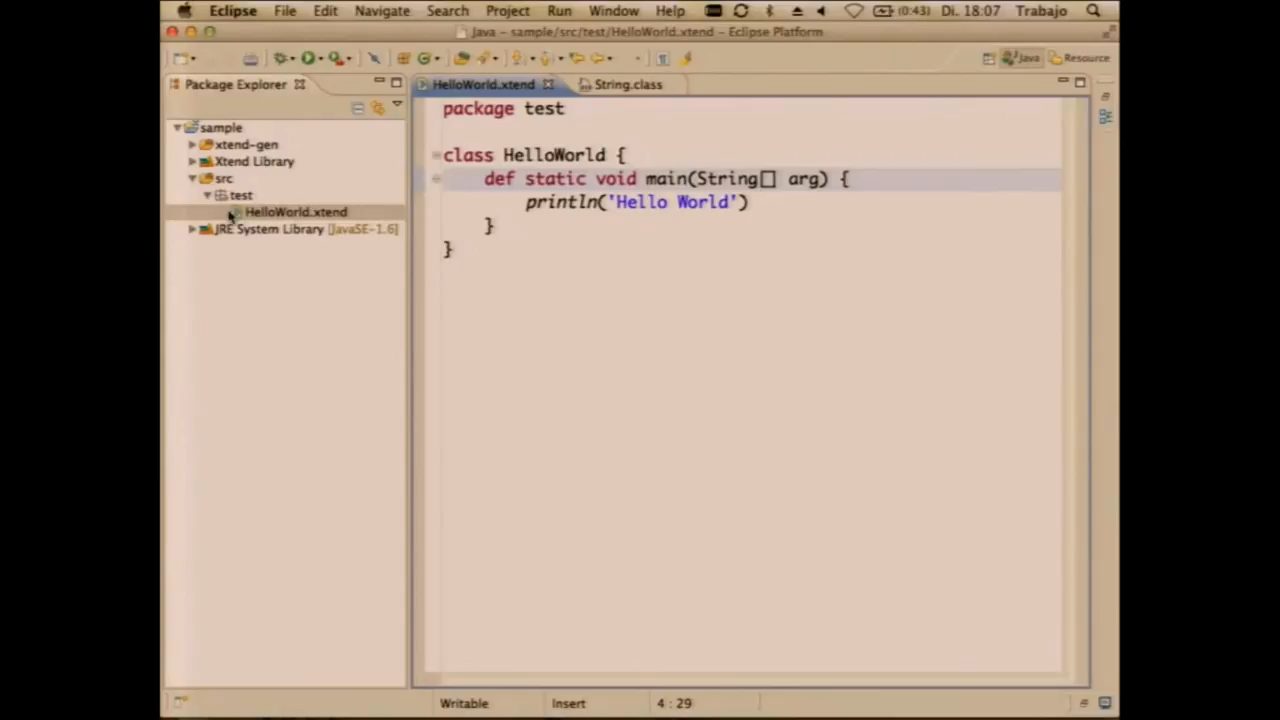 Eclipse File Edit Navigate Search Project Run Window Help (0:43) Di. 18:07 Trabajo
Java – sample/src/test/HelloWorld.xtend – Eclipse Platform
Java Resource
Package Explorer
HelloWorld.xtend String.class
sample
xtend-gen
Xtend Library
src
test
HelloWorld.xtend
JRE System Library [JavaSE-1.6]
package test
class HelloWorld {
def static void main(String[] arg) {
println('Hello World')
}
}
Writable Insert 4 : 29